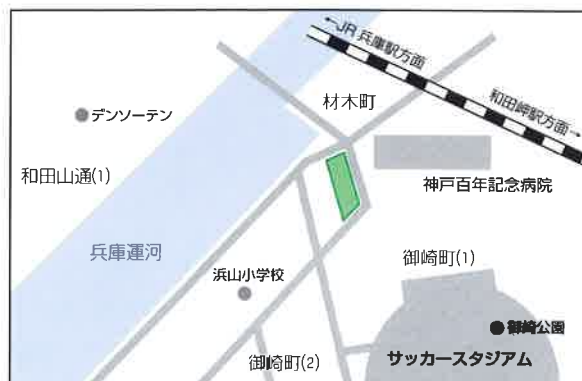 ←JR 兵庫駅方面
材木町
和田岬駅方面→
デンソーテン
和田山通(1)
神戸百年記念病院
兵庫運河
浜山小学校
御崎町(1)
御崎公園
御崎町(2)
サッカースタジアム